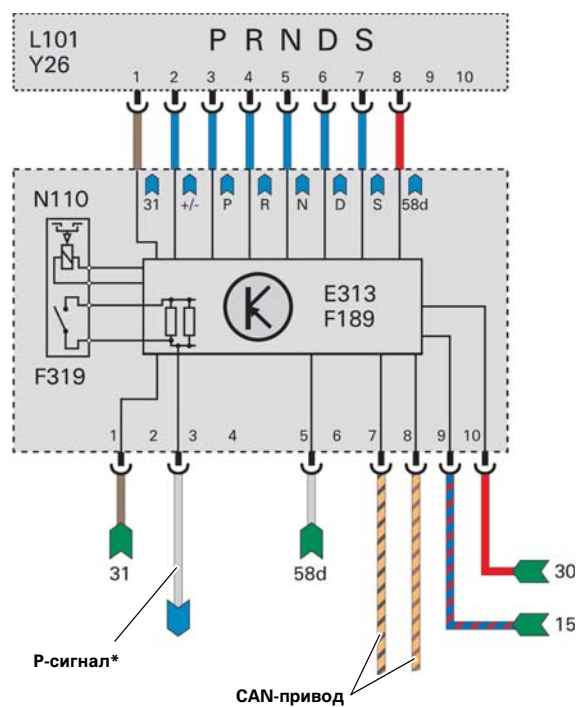 L101 P R N D S
Y26
1 2 3 4 5 6 7 8 9 10
31 +/- P R N D S 58d
N110
E313
F189
F319
1 2 3 4 5 6 7 8 9 10
31 58d 30
15
P-сигнал*
CAN-привод